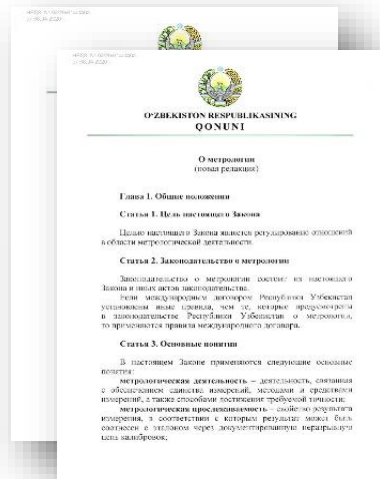 O'ZBEKISTON RESPUBLIKASINING
QONUNI
О метрологии
(новая редакция)
Глава 1. Общие положения
Статья 1. Цель настоящего Закона
Целью настоящего Закона является регулирование отношений
в области метрологической деятельности.
Статья 2. Законодательство о метрологии
Законодательство о метрологии состоит из настоящего
Закона и иных актов законодательства.
Если международным договором Республики Узбекистан
установлены иные правила, чем те, которые предусмотрены
в законодательстве Республики Узбекистан о метрологии,
то применяются правила международного договора.
Статья 3. Основные понятия
В настоящем Законе применяются следующие основные
понятия:
метрологическая деятельность – деятельность, связанная
с обеспечением единства измерений, методами и средствами
измерений, а также способами достижения требуемой точности;
метрологическая прослеживаемость – свойство результата
измерения, в соответствии с которым результат может быть
соотнесен с эталоном через документированную неразрывную
цепь калибровок;